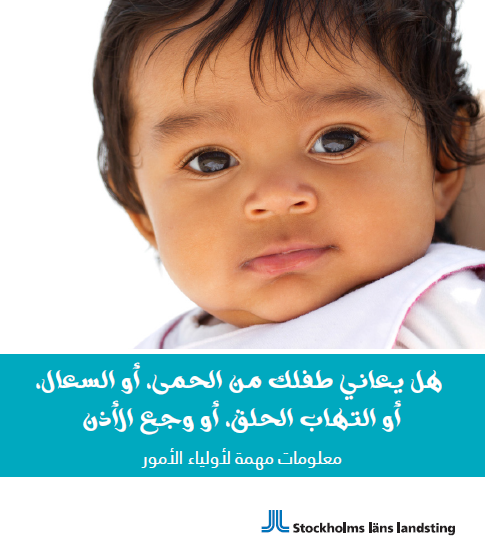 هل يعاني طفلك من الحمى، أو السعال،
أو التهاب الحلق، أو وجع الأذن
معلومات مهمة لأولياء الأمور
Stockholms läns landsting